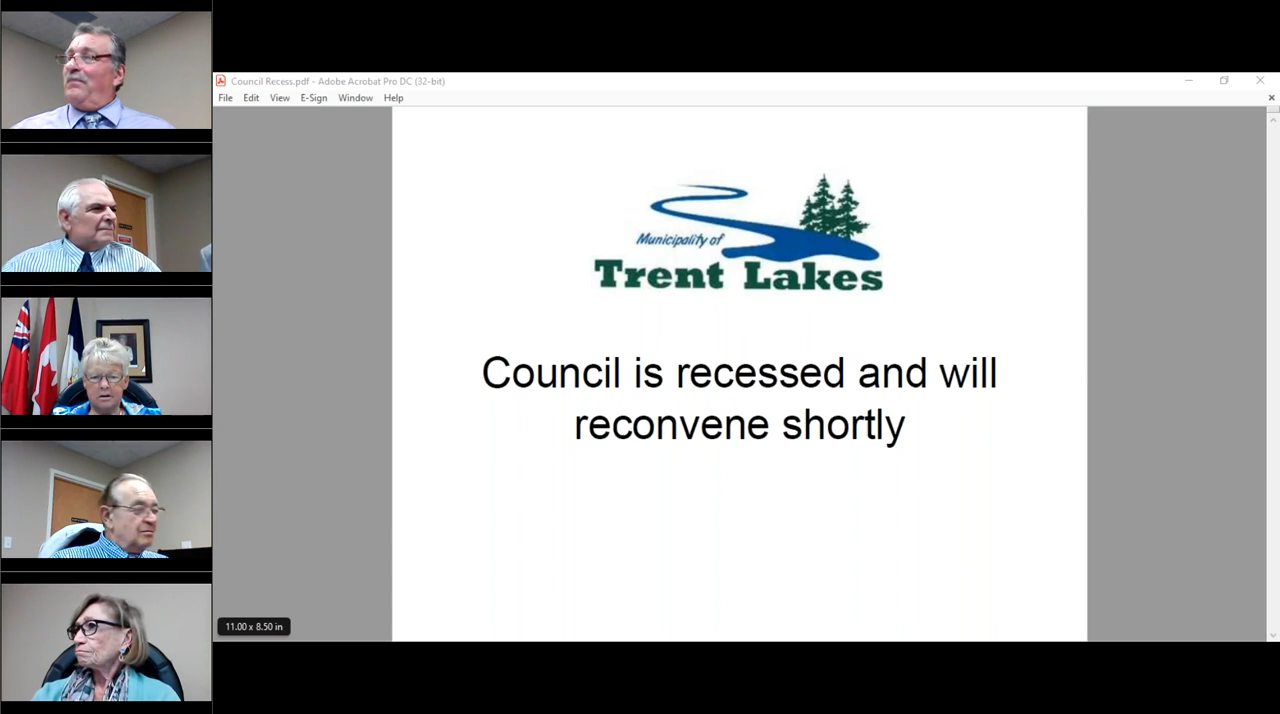 Council Recess.pdf - Adobe Acrobat Pro DC (32-bit)
File Edit View E-Sign Window Help
Municipality of
Trent Lakes
Council is recessed and will
reconvene shortly
11.00 x 8.50 in